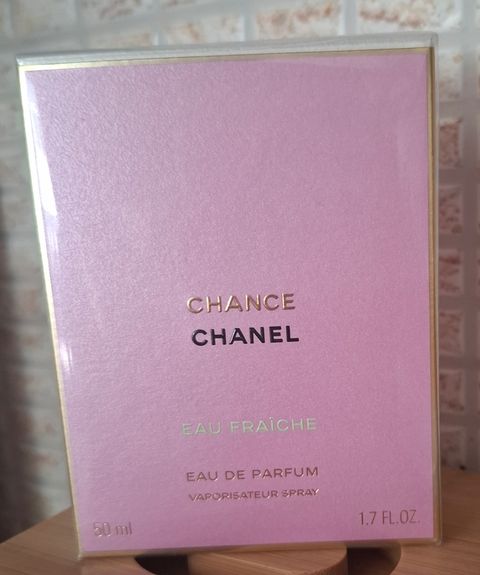 CHANCE
CHANEL
EAU FRAÎCHE
EAU DE PARFUM
VAPORISATEUR SPRAY
50 ml 1.7 FL.OZ.